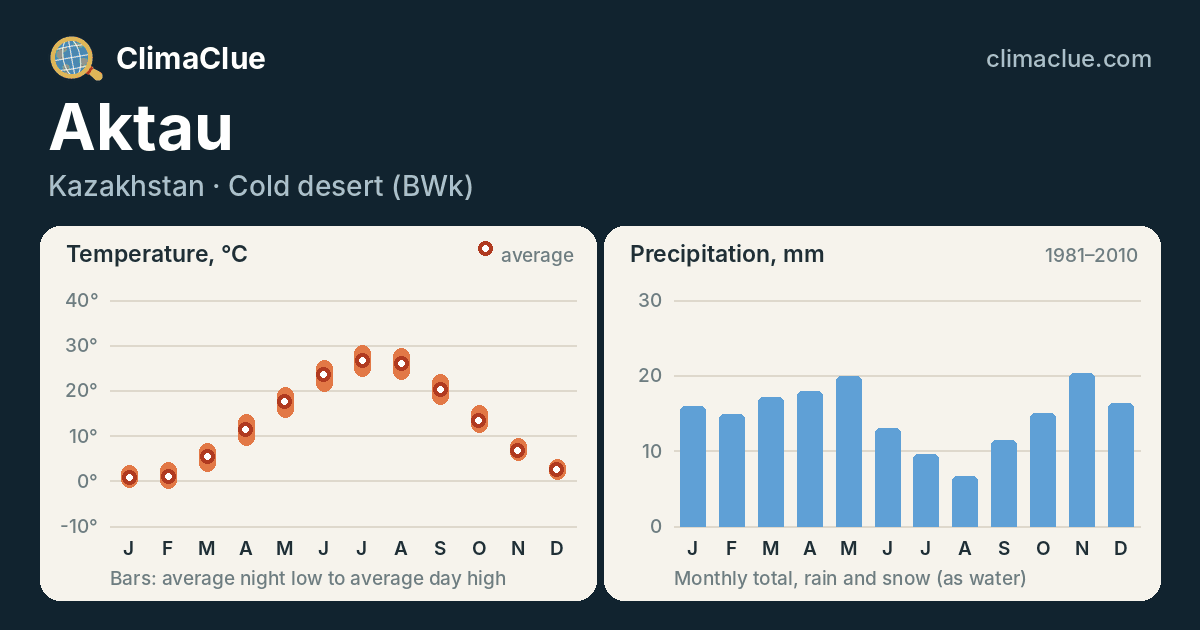 ClimaClue
climaclue.com
Aktau
Kazakhstan · Cold desert (BWk)
Temperature, °C
average
40°
30°
20°
10°
0°
-10°
J F M A M J J A S O N D
Bars: average night low to average day high
Precipitation, mm
1981–2010
30
20
10
0
J F M A M J J A S O N D
Monthly total, rain and snow (as water)